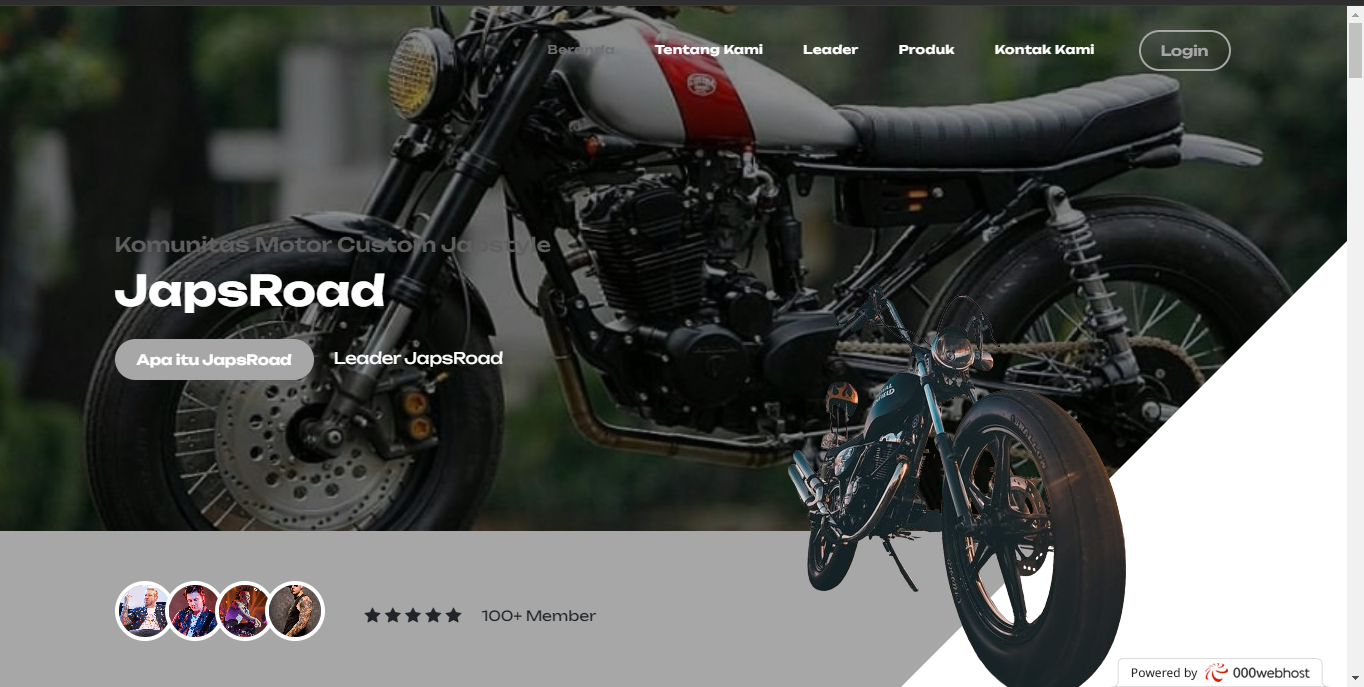 Beranda Tentang Kami Leader Produk Kontak Kami Login
Komunitas Motor Custom Japstyle
JapsRoad
Apa itu JapsRoad Leader JapsRoad
100+ Member
Powered by 000webhost